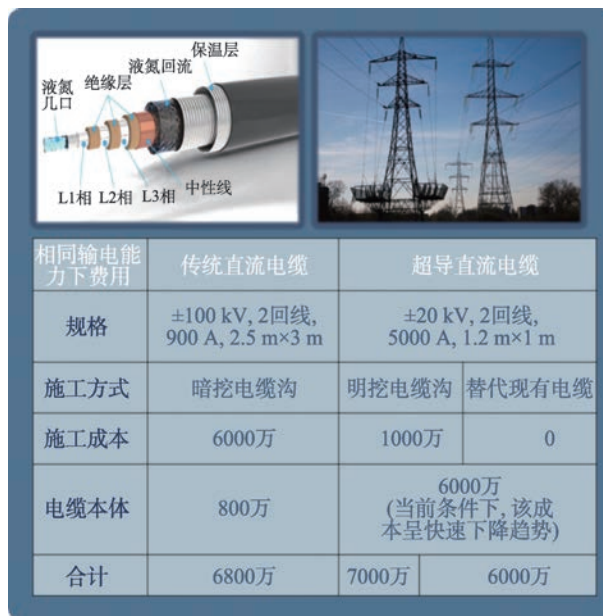 保温层
液氮回流
绝缘层
液氮
几口
L1相 L2相 L3相 中性线
相同输电能
力下费用
传统直流电缆
超导直流电缆
规格
±100 kV, 2回线,
900 A, 2.5 m×3 m
±20 kV, 2回线,
5000 A, 1.2 m×1 m
施工方式
暗挖电缆沟
明挖电缆沟
替代现有电缆
施工成本
6000万
1000万
0
电缆本体
800万
6000万
(当前条件下, 该成
本呈快速下降趋势)
合计
6800万
7000万
6000万